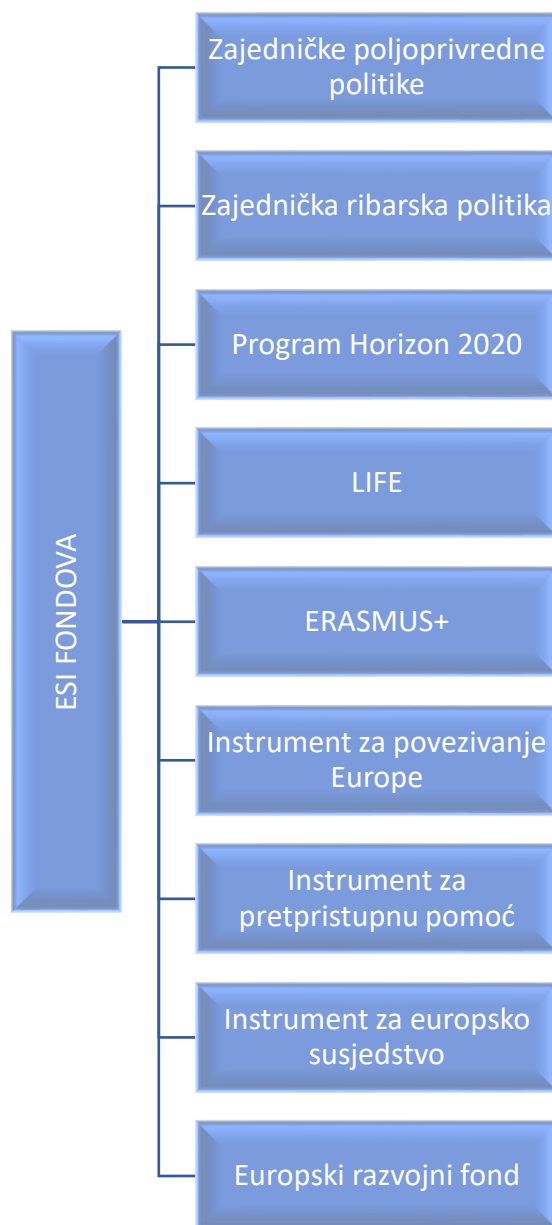 Zajedničke poljoprivredne
politike
Zajednička ribarska politika
Program Horizon 2020
LIFE
ESI FONDOVA
ERASMUS+
Instrument za povezivanje
Europe
Instrument za
pretpristupnu pomoć
Instrument za europsko
susjedstvo
Europski razvojni fond